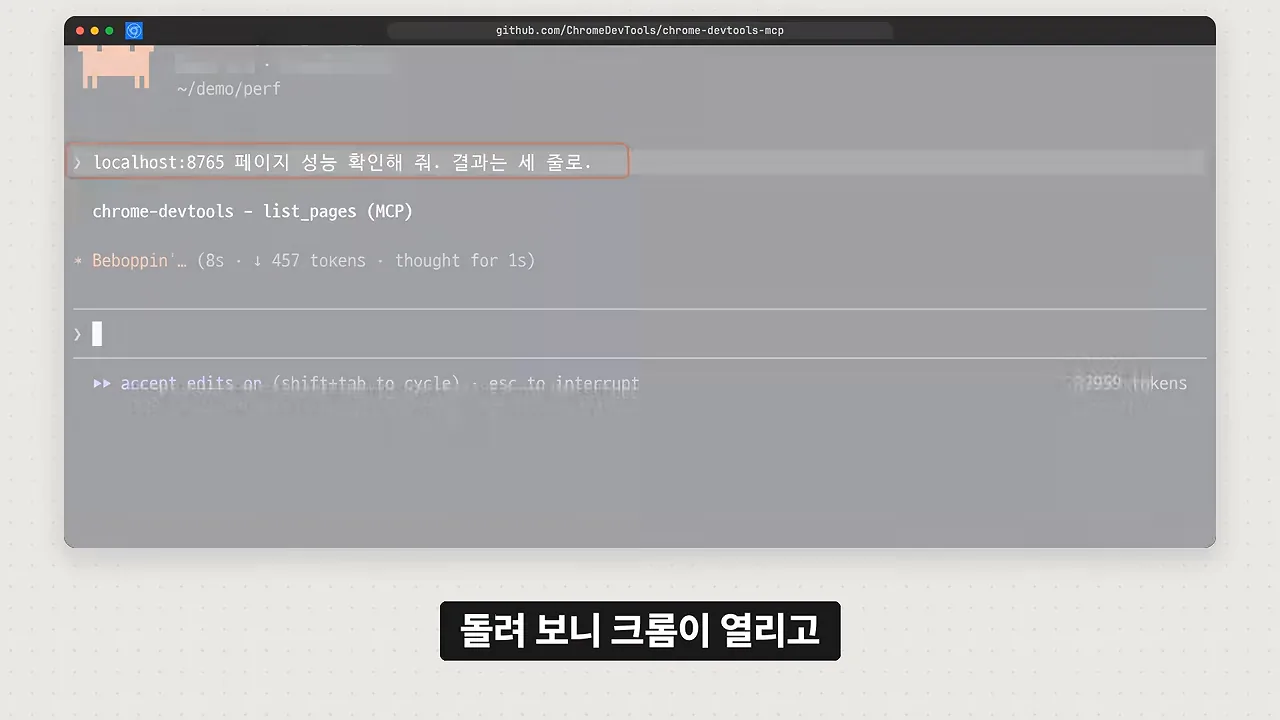 github.com/ChromeDevTools/chrome-devtools-mcp
~/demo/perf
❯ localhost:8765 페이지 성능 확인해 줘. 결과는 세 줄로.
chrome-devtools - list_pages (MCP)
* Beboppin'… (8s · ↓ 457 tokens · thought for 1s)
❯
▸▸ accept edits on (shift+tab to cycle) · esc to interrupt
tokens
돌려 보니 크롬이 열리고